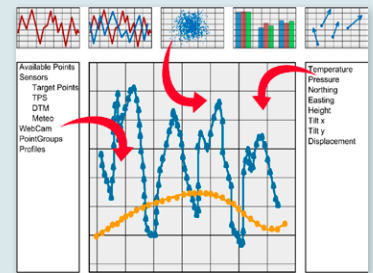 Available Points
Sensors
Target Points
TPS
DTM
Meteo
WebCam
PointGroups
Profiles
Temperature
Pressure
Northing
Easting
Height
Tilt x
Tilt y
Displacement